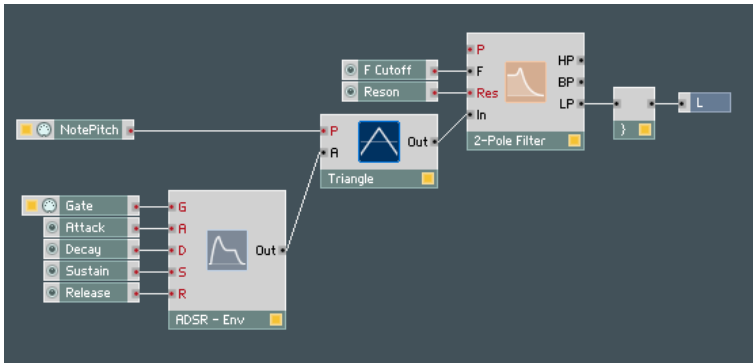 P
HP
F Cutoff
F
BP
Reson
Res
LP
L
In
NotePitch
P
Out
A
2-Pole Filter
}
Triangle
Gate
G
Attack
A
Decay
D
Out
Sustain
S
Release
R
ADSR - Env